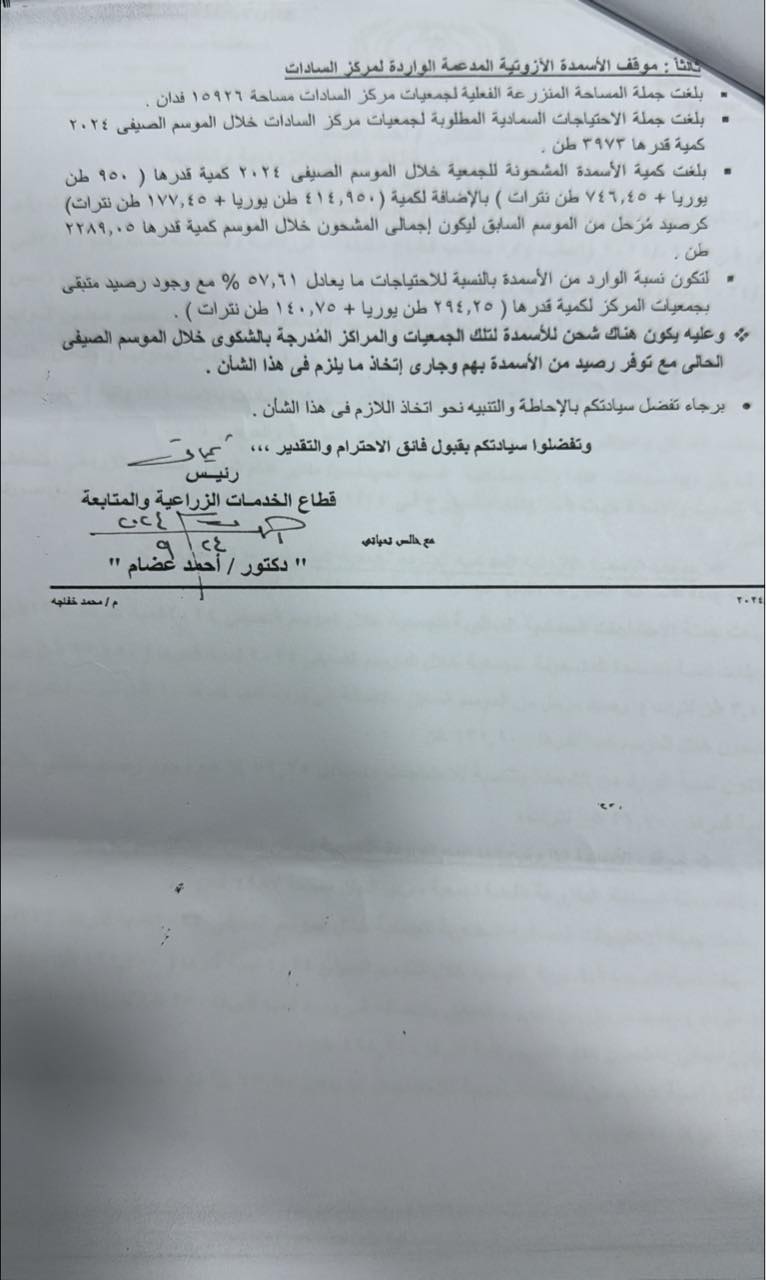 ثالثاً : موقف الأسمدة الأزوتية المدعمة الواردة لمركز السادات
▪ بلغت جملة المساحة المنزرعة الفعلية لجمعيات مركز السادات مساحة ١٥٩٢٦ فدان .
▪ بلغت جملة الاحتياجات السمادية المطلوبة لجمعيات مركز السادات خلال الموسم الصيفى ٢٠٢٤
كمية قدرها ٣٩٧٣ طن .
▪ بلغت كمية الأسمدة المشحونة للجمعية خلال الموسم الصيفى ٢٠٢٤ كمية قدرها ( ٩٥٠ طن
يوريا + ٧٤٦,٤٥ طن نترات ) بالإضافة لكمية (٤١٤,٩٥٠ طن يوريا + ١٧٧,٤٥ طن نترات)
كرصيد مُرَحل من الموسم السابق ليكون إجمالى المشحون خلال الموسم كمية قدرها ٢٢٨٩,٠٥
طن .
▪ لتكون نسبة الوارد من الأسمدة بالنسبة للاحتياجات ما يعادل ٥٧,٦١ % مع وجود رصيد متبقى
بجمعيات المركز لكمية قدرها ( ٢٩٤,٢٥ طن يوريا + ١٤٠,٧٥ طن نترات ) .
❖ وعليه يكون هناك شحن للأسمدة لتلك الجمعيات والمراكز المُدرجة بالشكوى خلال الموسم الصيفى
الحالى مع توفر رصيد من الأسمدة بهم وجارى إتخاذ ما يلزم فى هذا الشأن .
• برجاء تفضل سيادتكم بالإحاطة والتنبيه نحو اتخاذ اللازم فى هذا الشأن .
وتفضلوا سيادتكم بقبول فائق الاحترام والتقدير ،،،
رئيس
قطاع الخدمات الزراعية والمتابعة
٢٠٢٤
٩ ٢٤
مع خالص تحياتى
" دكتور / أحمد عضام "
٢٠٢٤
م / محمد خفاجه